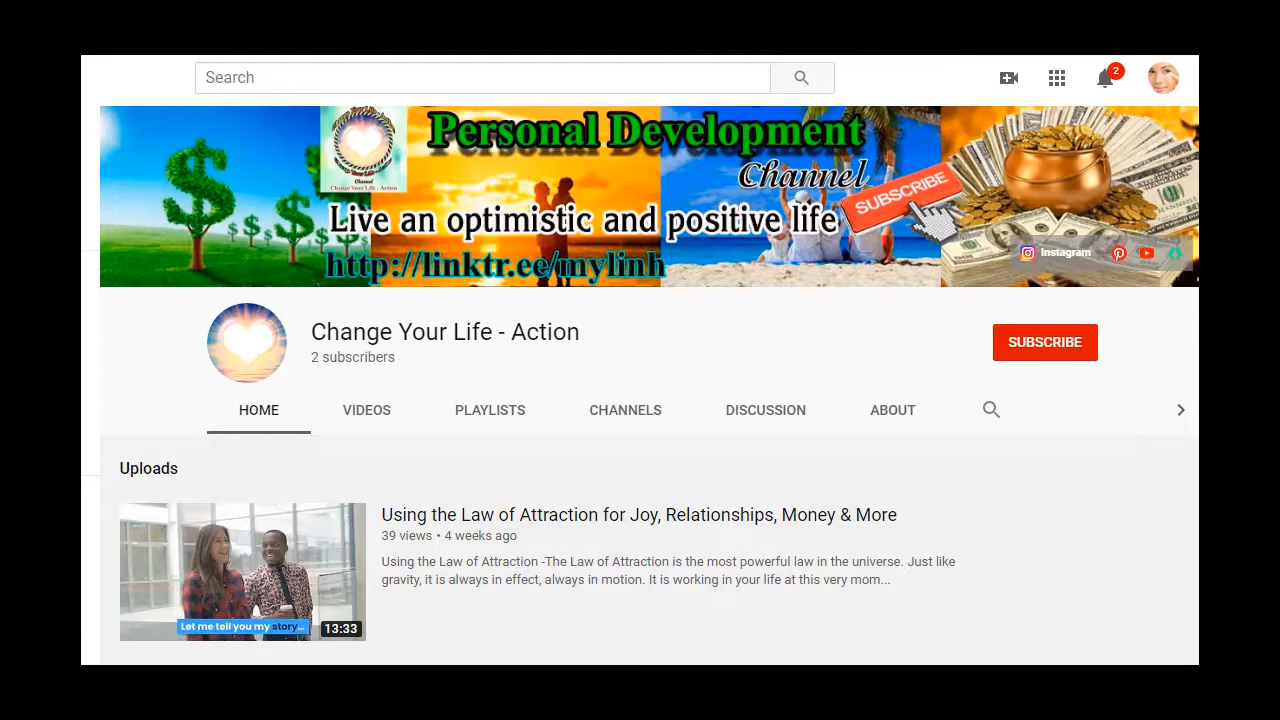 Search
2
Personal Development
Channel
Change Your Life - Action
SUBSCRIBE
Live an optimistic and positive life
http://linktr.ee/mylinh
Instagram
Change Your Life - Action
2 subscribers
SUBSCRIBE
HOME VIDEOS PLAYLISTS CHANNELS DISCUSSION ABOUT
Uploads
Using the Law of Attraction for Joy, Relationships, Money & More
39 views • 4 weeks ago
Using the Law of Attraction -The Law of Attraction is the most powerful law in the universe. Just like
gravity, it is always in effect, always in motion. It is working in your life at this very mom...
Let me tell you my story...
13:33